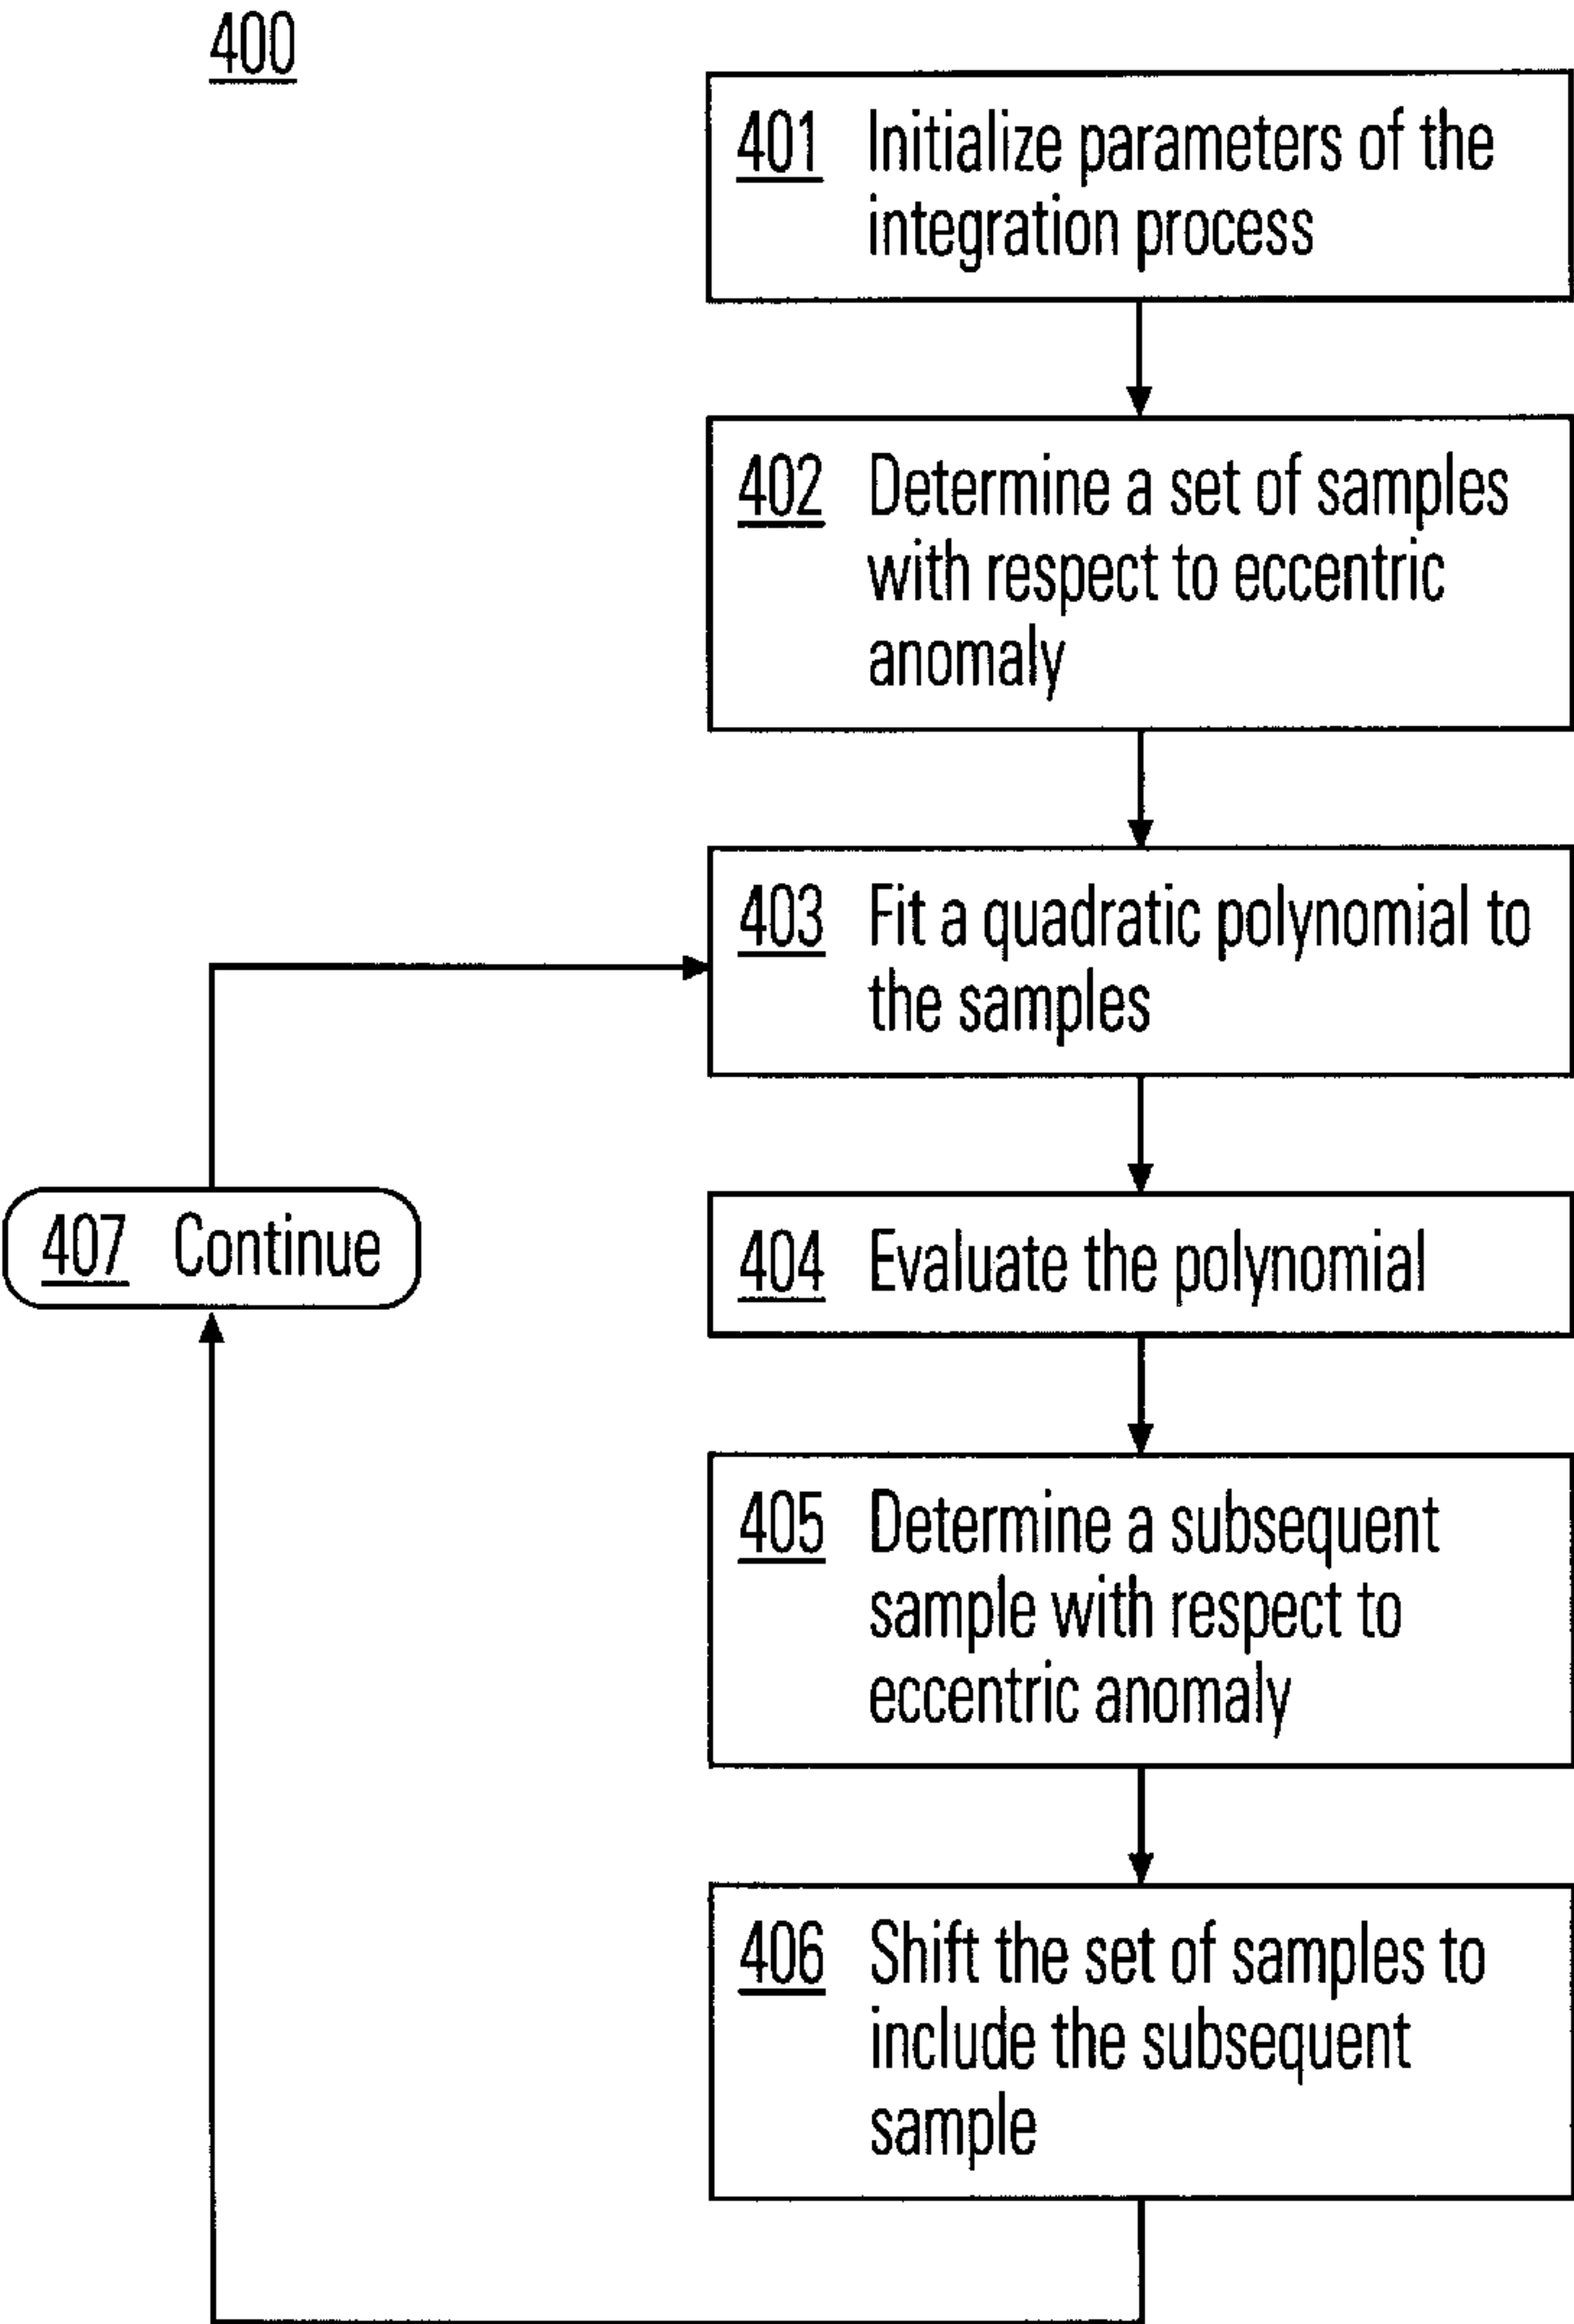 400
401 Initialize parameters of the
integration process
402 Determine a set of samples
with respect to eccentric
anomaly
403 Fit a quadratic polynomial to
the samples
407 Continue
404 Evaluate the polynomial
405 Determine a subsequent
sample with respect to
eccentric anomaly
406 Shift the set of samples to
include the subsequent
sample